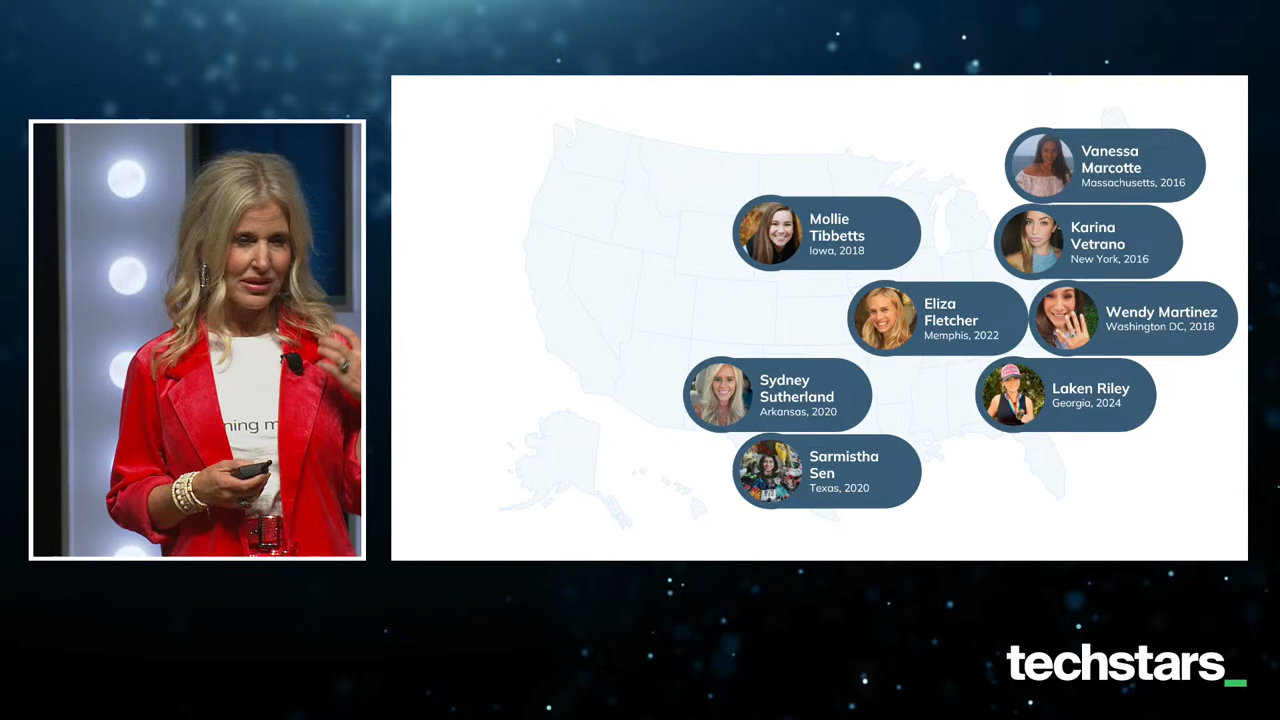 ning m
Vanessa
Marcotte
Massachusetts, 2016
Mollie
Tibbetts
Iowa, 2018
Karina
Vetrano
New York, 2016
Eliza
Fletcher
Memphis, 2022
Wendy Martinez
Washington DC, 2018
Sydney
Sutherland
Arkansas, 2020
Laken Riley
Georgia, 2024
Sarmistha
Sen
Texas, 2020
techstars_